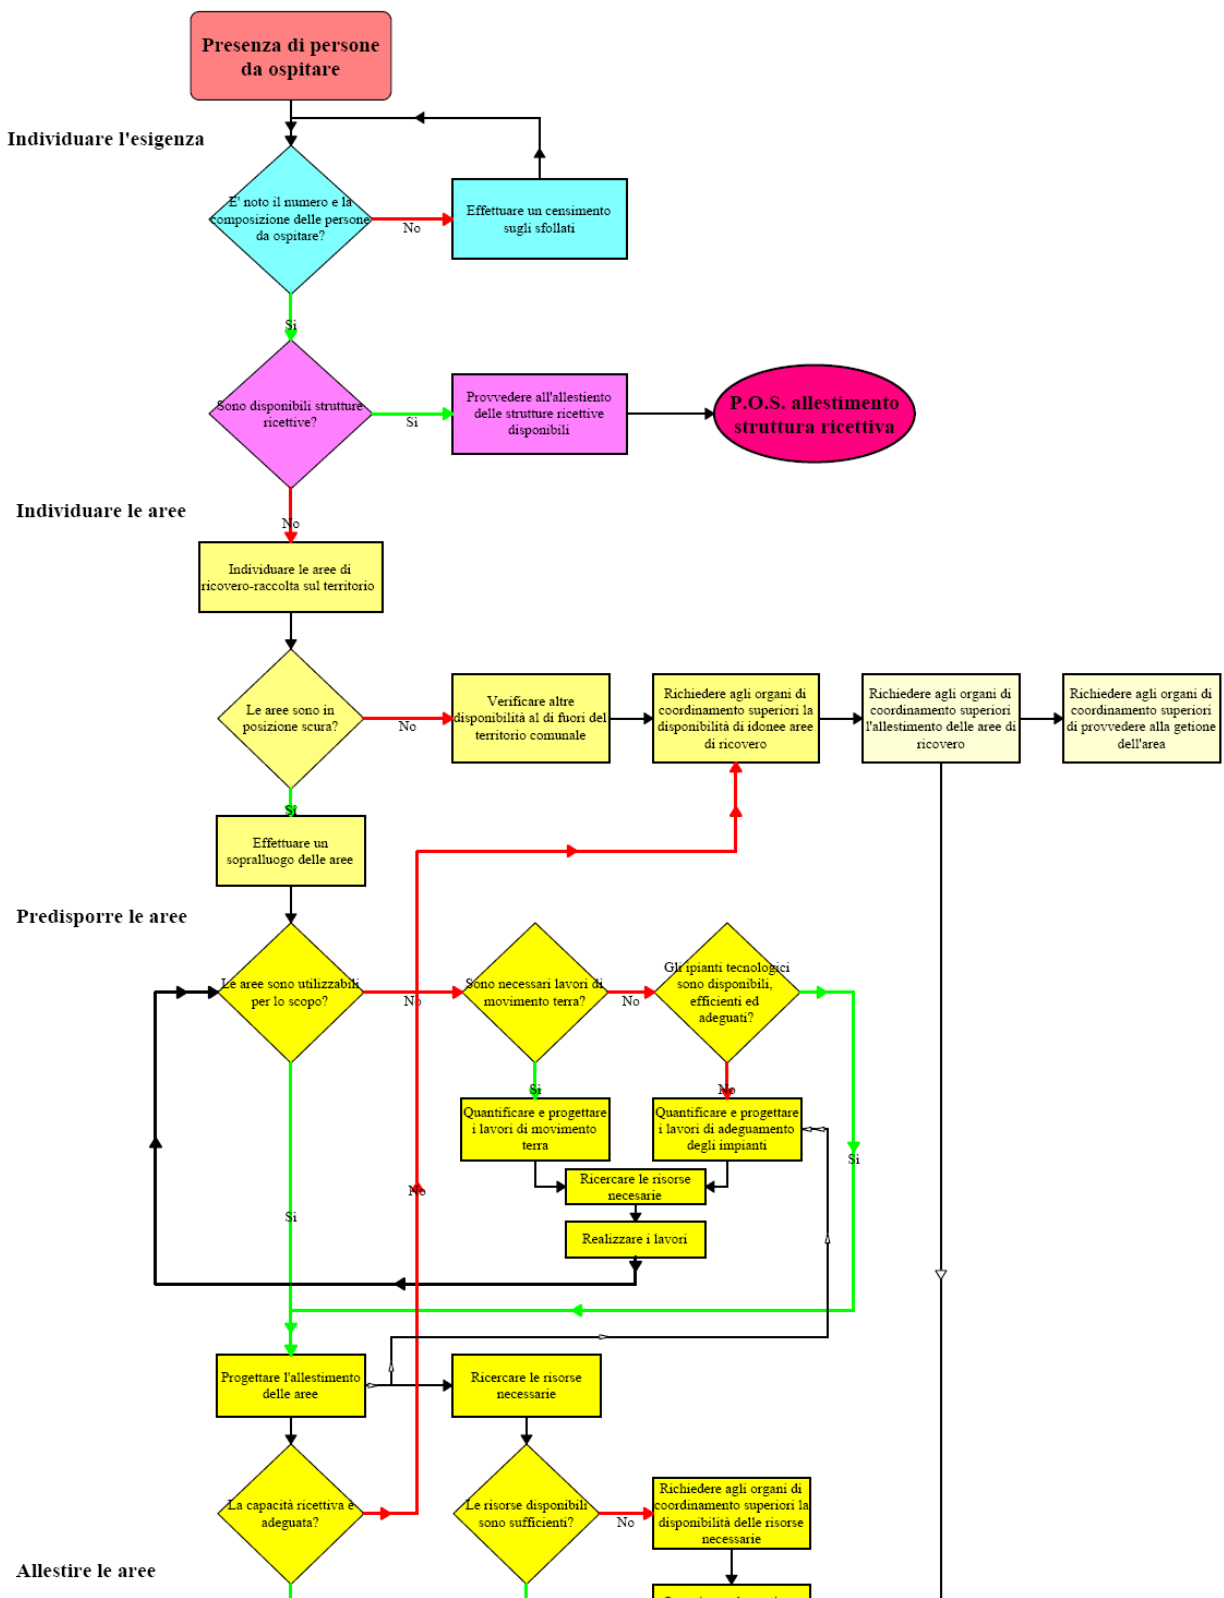 Presenza di persone
da ospitare
Individuare l'esigenza
E' noto il numero e la
composizione delle persone
da ospitare?
No
Effettuare un censimento
sugli sfollati
Si
Sono disponibili strutture
ricettive?
Si
Provvedere all'allestiento
delle strutture ricettive
disponibili
P.O.S. allestimento
struttura ricettiva
Individuare le aree
No
Individuare le aree di
ricovero-raccolta sul territorio
Le aree sono in
posizione scura?
No
Verificare altre
disponibilità al di fuori del
territorio comunale
Richiedere agli organi di
coordinamento superiori la
disponibilità di idonee aree
di ricovero
Richiedere agli organi di
coordinamento superiori
l'allestimento delle aree di
ricovero
Richiedere agli organi di
coordinamento superiori
di provvedere alla getione
dell'area
Si
Effettuare un
sopralluogo delle aree
Predisporre le aree
Le aree sono utilizzabili
per lo scopo?
No
Sono necessari lavori di
movimento terra?
No
Gli ipianti tecnologici
sono disponibili,
efficienti ed
adeguati?
Si
No
Quantificare e progettare
i lavori di movimento
terra
Quantificare e progettare
i lavori di adeguamento
degli impianti
Si
Ricercare le risorse
necesarie
No
Si
Realizzare i lavori
Progettare l'allestimento
delle aree
Ricercare le risorse
necessarie
La capacità ricettiva è
adeguata?
Le risorse disponibili
sono sufficienti?
No
Richiedere agli organi di
coordinamento superiori la
disponibilità delle risorse
necessarie
Allestire le aree